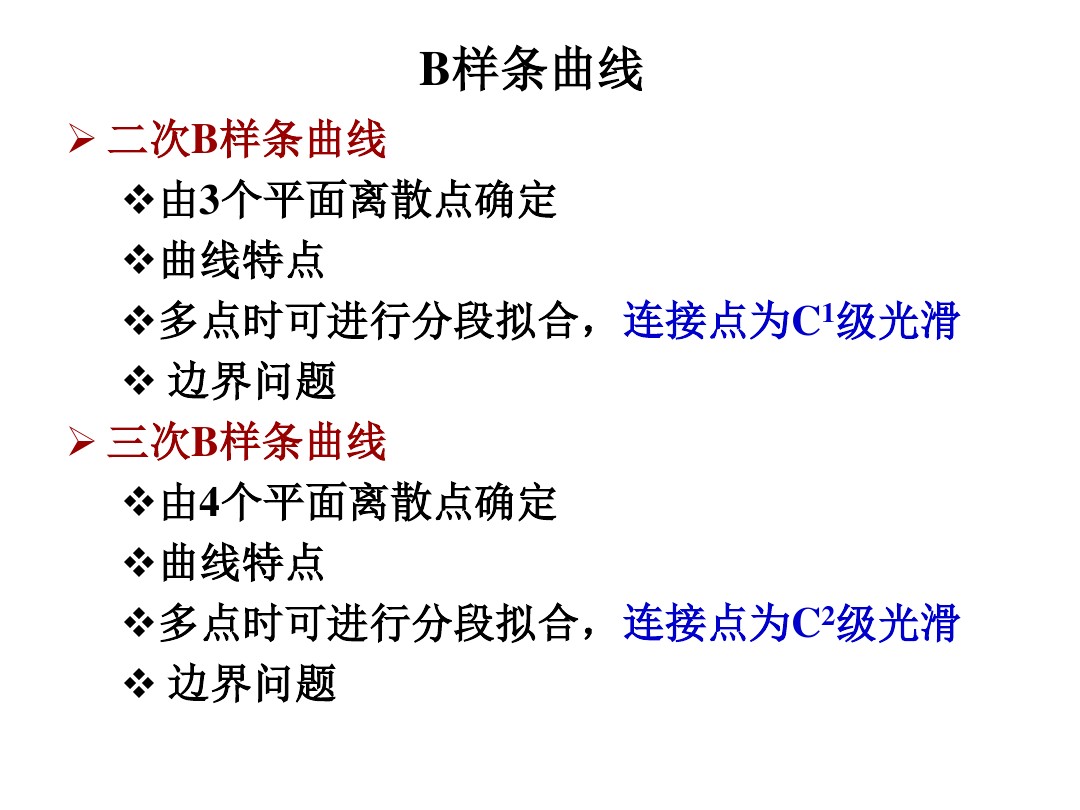 B样条曲线
➢ 二次B样条曲线
❖由3个平面离散点确定
❖曲线特点
❖多点时可进行分段拟合，连接点为C¹级光滑
❖ 边界问题
➢ 三次B样条曲线
❖由4个平面离散点确定
❖曲线特点
❖多点时可进行分段拟合，连接点为C²级光滑
❖ 边界问题